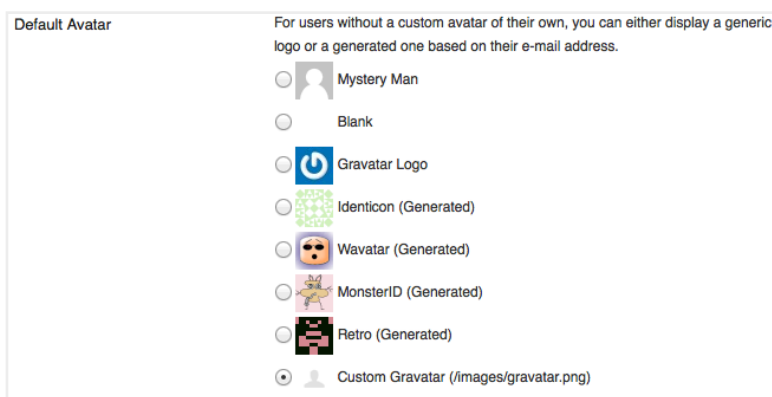 Default Avatar
For users without a custom avatar of their own, you can either display a generic
logo or a generated one based on their e-mail address.
Mystery Man
Blank
Gravatar Logo
Identicon (Generated)
Wavatar (Generated)
MonsterID (Generated)
Retro (Generated)
Custom Gravatar (/images/gravatar.png)